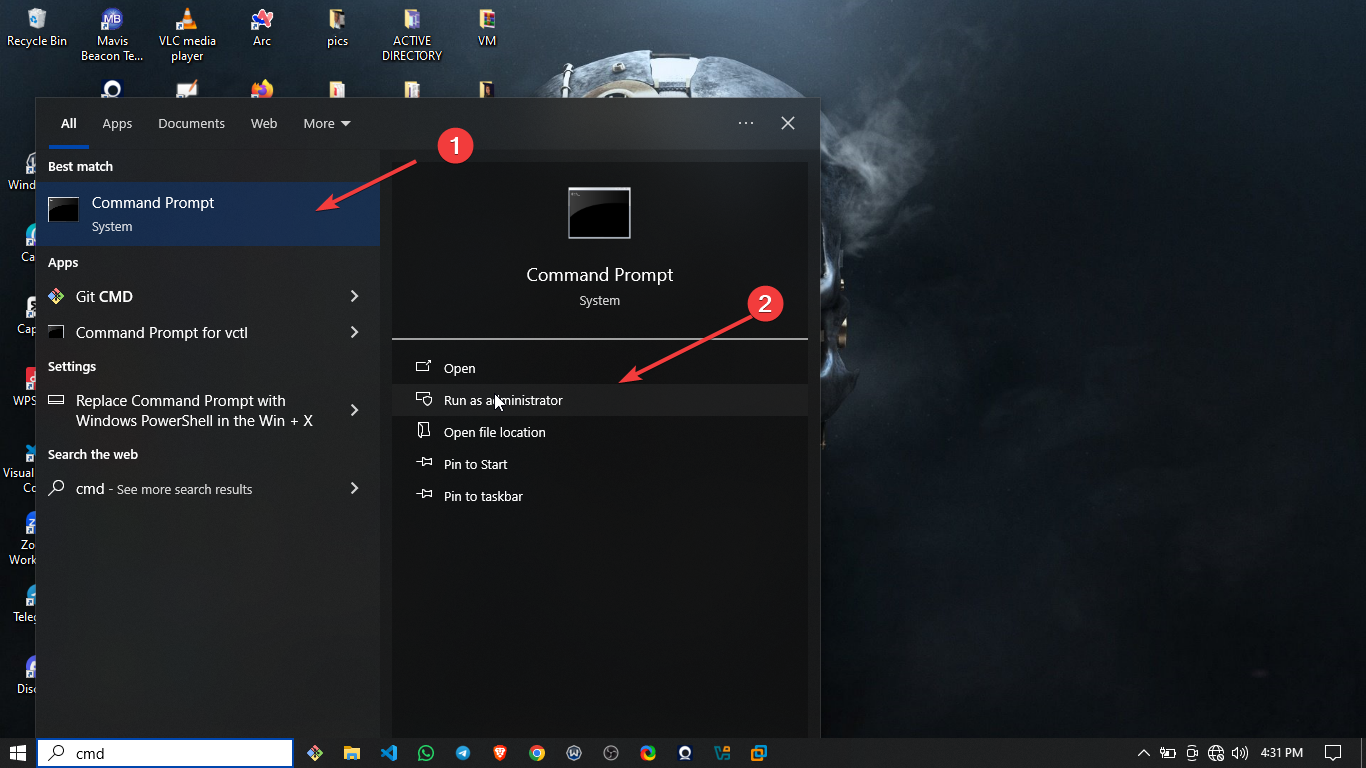 Recycle Bin
Mavis
Beacon Te...
VLC media
player
Arc
pics
ACTIVE
DIRECTORY
VM
All
Apps
Documents
Web
More
1
Best match
Command Prompt
System
Apps
Git CMD
Command Prompt for vctl
Settings
Replace Command Prompt with
Windows PowerShell in the Win + X
Search the web
cmd - See more search results
Command Prompt
System
2
Open
Run as administrator
Open file location
Pin to Start
Pin to taskbar
Wind
Ca
Cap
WPS
Visual
Co
Zo
Work
Teleg
Disc
cmd
4:31 PM